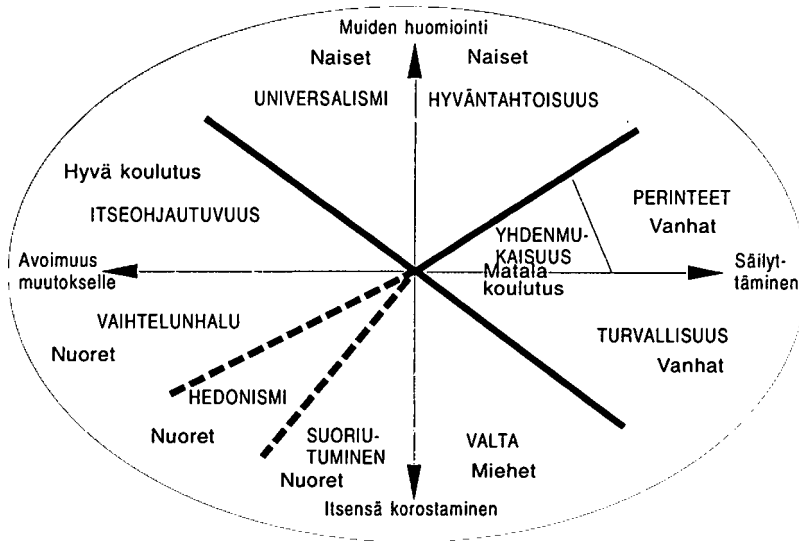 Muiden huomiointi
Naiset Naiset
UNIVERSALISMI HYVÄNTAHTOISUUS
Hyvä koulutus
ITSEOHJAUTUVUUS
PERINTEET
Vanhat
YHDENMU-
KAISUUS
Matala
koulutus
Avoimuus
muutokselle
Säilyt-
täminen
VAIHTELUNHALU
Nuoret
TURVALLISUUS
Vanhat
HEDONISMI
Nuoret
SUORIU-
TUMINEN
Nuoret
VALTA
Miehet
Itsensä korostaminen